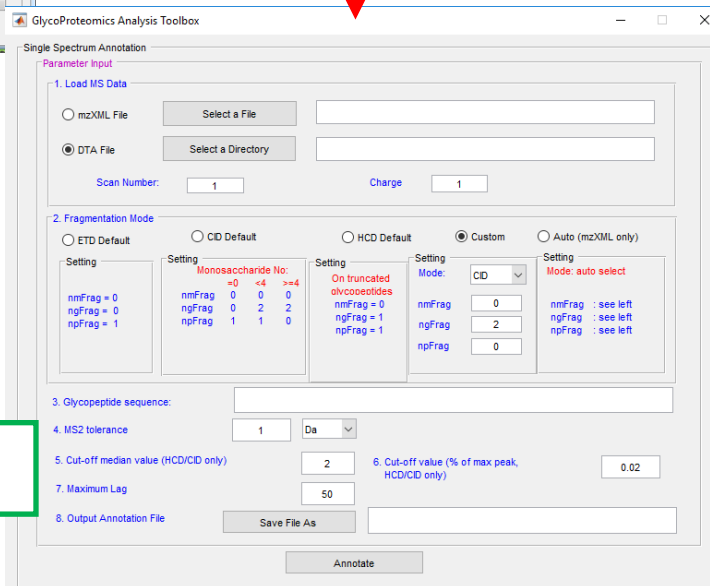 GlycoProteomics Analysis Toolbox
Single Spectrum Annotation
Parameter Input
1. Load MS Data
mzXML File Select a File
DTA File Select a Directory
Scan Number: 1 Charge 1
2. Fragmentation Mode
ETD Default CID Default HCD Default Custom Auto (mzXML only)
Setting
nmFrag = 0
ngFrag = 0
npFrag = 1
Setting
Monosaccharide No:
=0 <4 >=4
nmFrag 0 0 0
ngFrag 0 2 2
npFrag 1 1 0
Setting
On truncated
glycopeptides
nmFrag = 0
ngFrag = 1
npFrag = 1
Setting
Mode: CID
nmFrag 0
ngFrag 2
npFrag 0
Setting
Mode: auto select
nmFrag : see left
ngFrag : see left
npFrag : see left
3. Glycopeptide sequence:
4. MS2 tolerance 1 Da
5. Cut-off median value (HCD/CID only) 2
6. Cut-off value (% of max peak,
HCD/CID only) 0.02
7. Maximum Lag 50
8. Output Annotation File Save File As
Annotate